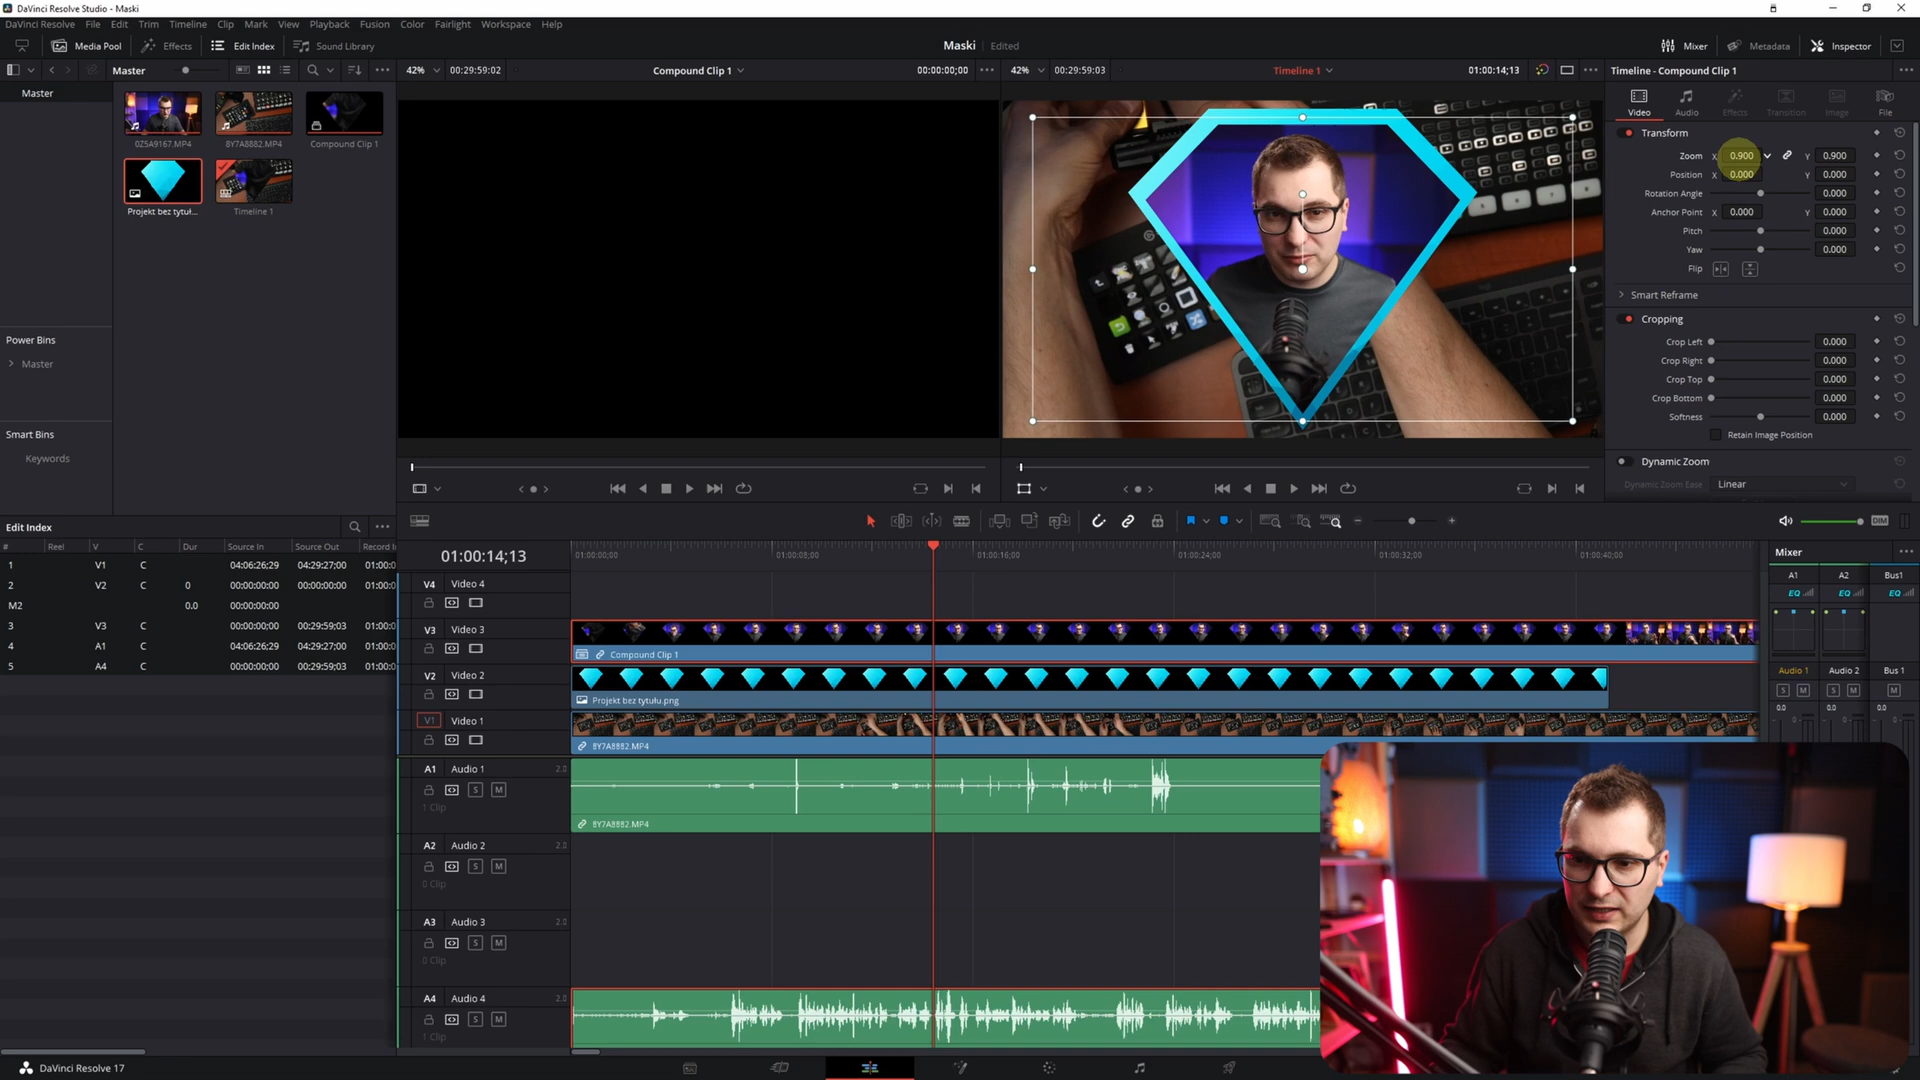 DaVinci Resolve Studio - Maski
DaVinci Resolve File Edit Trim Timeline Clip Mark View Playback Fusion Color Fairlight Workspace Help
Media Pool Effects Edit Index Sound Library
Maski Edited
Mixer Metadata Inspector
Master
42% 00:29:59:02 Compound Clip 1 00:00:00;00
42% 00:29:59:03 Timeline 1 01:00:14;13
Timeline - Compound Clip 1
Master
0Z5A9167.MP4 8Y7A8882.MP4 Compound Clip 1
Projekt bez tytuł... Timeline 1
Power Bins
Master
Smart Bins
Keywords
Video Audio Effects Transition Image File
Transform
Zoom X 0.900 Y 0.900
Position X 0.000 Y 0.000
Rotation Angle 0.000
Anchor Point X 0.000 Y 0.000
Pitch 0.000
Yaw 0.000
Flip
Smart Reframe
Cropping
Crop Left 0.000
Crop Right 0.000
Crop Top 0.000
Crop Bottom 0.000
Softness 0.000
Retain Image Position
Dynamic Zoom
Dynamic Zoom Ease Linear
Edit Index
# Reel V C Dur Source In Source Out Record I
1 V1 C 04:06:26;29 04:29:27;00 01:00:0
2 V2 C 0 00:00:00;00 00:00:00;00 01:00:0
M2 0.0 00:00:00;00
3 V3 C 00:00:00;00 00:29:59;03 01:00:0
4 A1 C 04:06:26;29 04:29:27;00 01:00:0
5 A4 C 00:00:00;00 00:29:59;03 01:00:0
DIM
01:00:14;13
01:00:00;00 01:00:08;00 01:00:16;00 01:00:24;00 01:00:32;00 01:00:40;00
V4 Video 4
V3 Video 3
Compound Clip 1
V2 Video 2
Projekt bez tytułu.png
V1 Video 1
8Y7A8882.MP4
A1 Audio 1 2.0
S M
1 Clip
8Y7A8882.MP4
A2 Audio 2 2.0
S M
0 Clip
A3 Audio 3 2.0
S M
0 Clip
A4 Audio 4 2.0
S M
1 Clip
Mixer
A1 A2 Bus1
EQ EQ EQ
Audio 1 Audio 2 Bus 1
S M S M M
0.0 0.0 0.0
DaVinci Resolve 17